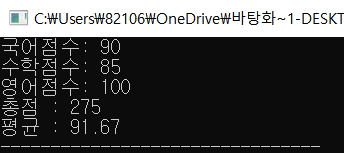 C:₩Users₩82106₩OneDrive₩바탕화~1-DESKT
국어점수: 90
수학점수: 85
영어점수: 100
총점 : 275
평균 : 91.67
--------------------------------